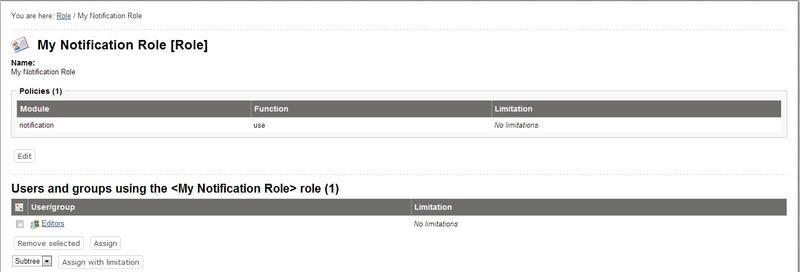 You are here: Role / My Notification Role
My Notification Role [Role]
Name:
My Notification Role
Policies (1)
Module Function Limitation
notification use No limitations
Edit
Users and groups using the <My Notification Role> role (1)
User/group Limitation
Editors No limitations
Remove selected Assign
Subtree Assign with limitation